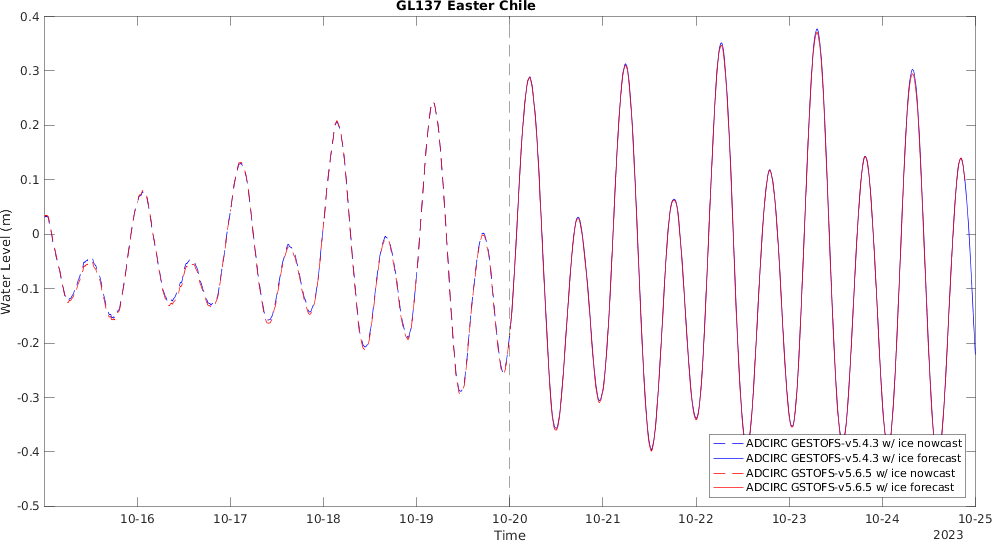 GL137 Easter Chile
0.4
0.3
0.2
0.1
0
-0.1
-0.2
-0.3
-0.4
-0.5
Water Level (m)
ADCIRC GESTOFS-v5.4.3 w/ ice nowcast
ADCIRC GESTOFS-v5.4.3 w/ ice forecast
ADCIRC GSTOFS-v5.6.5 w/ ice nowcast
ADCIRC GSTOFS-v5.6.5 w/ ice forecast
10-16 10-17 10-18 10-19 10-20 10-21 10-22 10-23 10-24 10-25
Time
2023